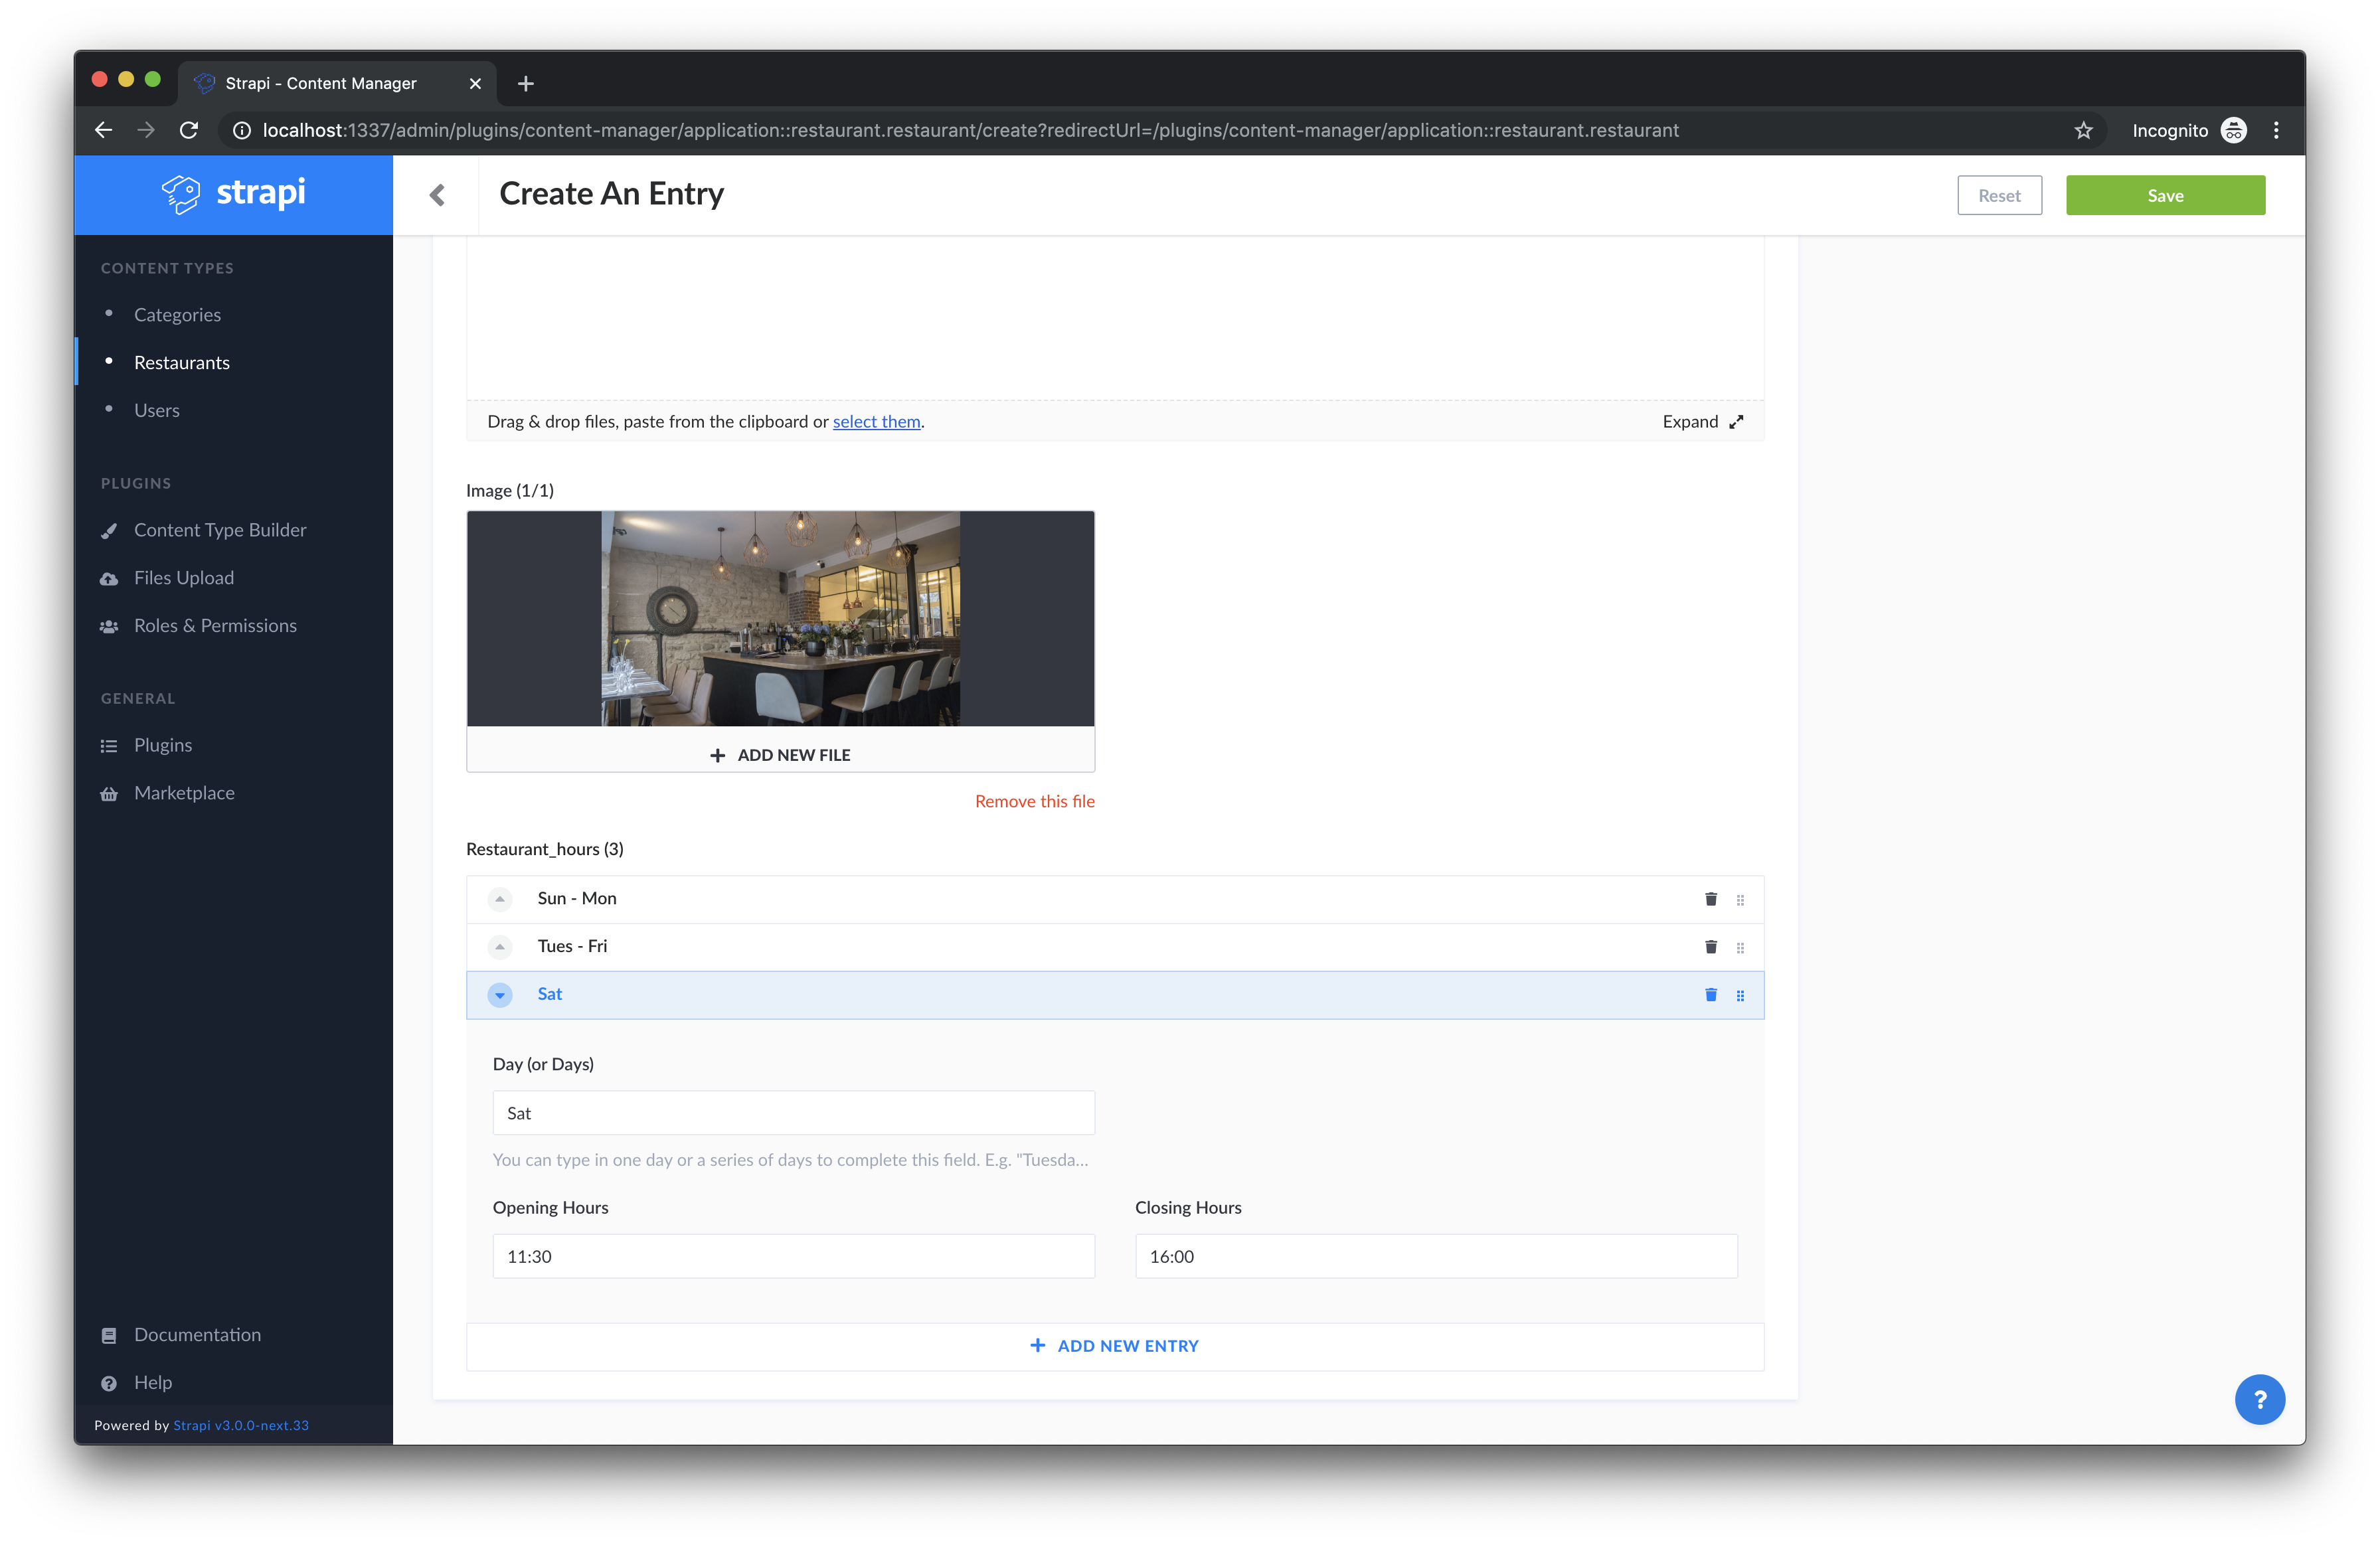 Strapi - Content Manager
localhost:1337/admin/plugins/content-manager/application::restaurant.restaurant/create?redirectUrl=/plugins/content-manager/application::restaurant.restaurant
Incognito
strapi
Create An Entry
Reset
Save
CONTENT TYPES
Categories
Restaurants
Users
PLUGINS
Content Type Builder
Files Upload
Roles & Permissions
GENERAL
Plugins
Marketplace
Documentation
Help
Powered by Strapi v3.0.0-next.33
Drag & drop files, paste from the clipboard or select them.
Expand
Image (1/1)
ADD NEW FILE
Remove this file
Restaurant_hours (3)
Sun - Mon
Tues - Fri
Sat
Day (or Days)
Sat
You can type in one day or a series of days to complete this field. E.g. "Tuesda...
Opening Hours
Closing Hours
11:30
16:00
ADD NEW ENTRY
?